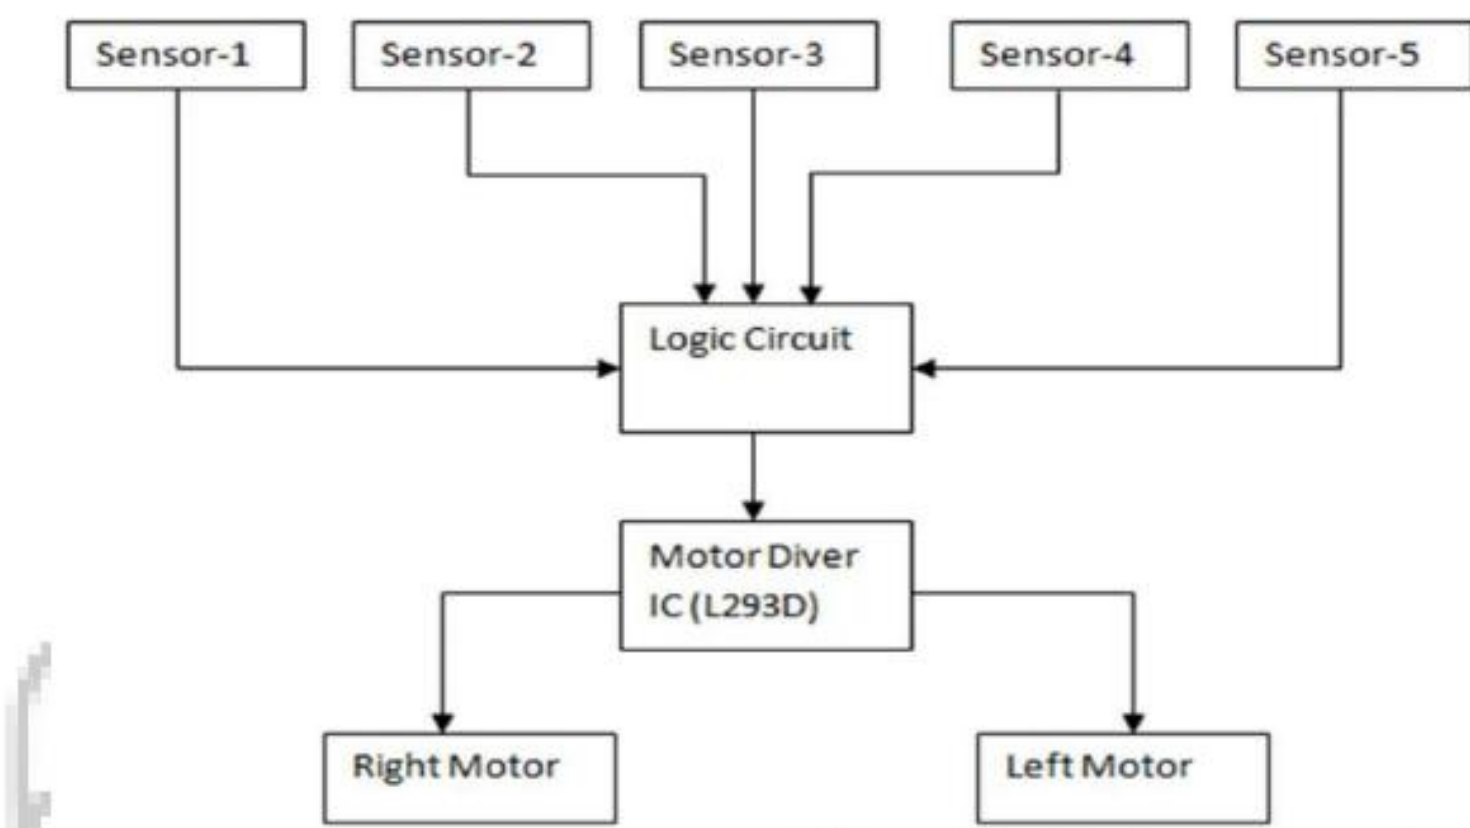 Sensor-1
Sensor-2
Sensor-3
Sensor-4
Sensor-5
Logic Circuit
Motor Diver
IC (L293D)
Right Motor
Left Motor